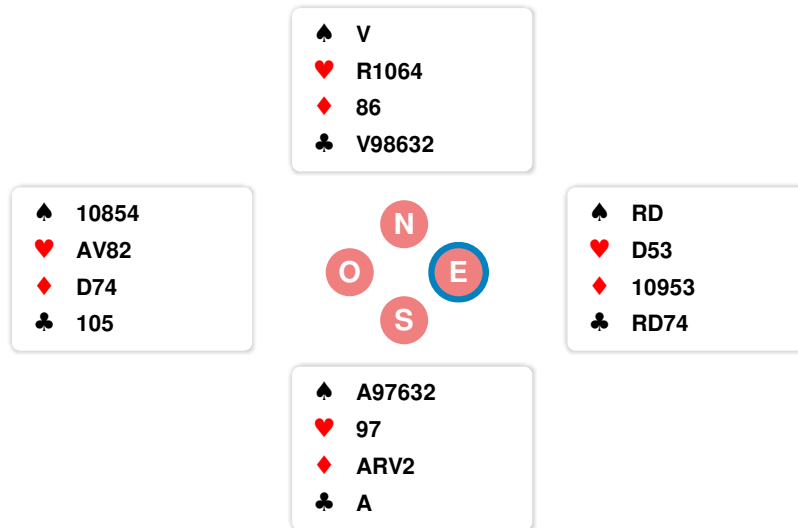 ♠ V
♥ R1064
♦ 86
♣ V98632
♠ 10854
♥ AV82
♦ D74
♣ 105
N
O E
S
♠ RD
♥ D53
♦ 10953
♣ RD74
♠ A97632
♥ 97
♦ ARV2
♣ A